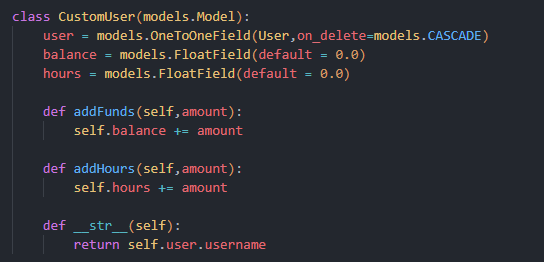 class CustomUser(models.Model):
    user = models.OneToOneField(User,on_delete=models.CASCADE)
    balance = models.FloatField(default = 0.0)
    hours = models.FloatField(default = 0.0)

    def addFunds(self,amount):
        self.balance += amount

    def addHours(self,amount):
        self.hours += amount

    def __str__(self):
        return self.user.username